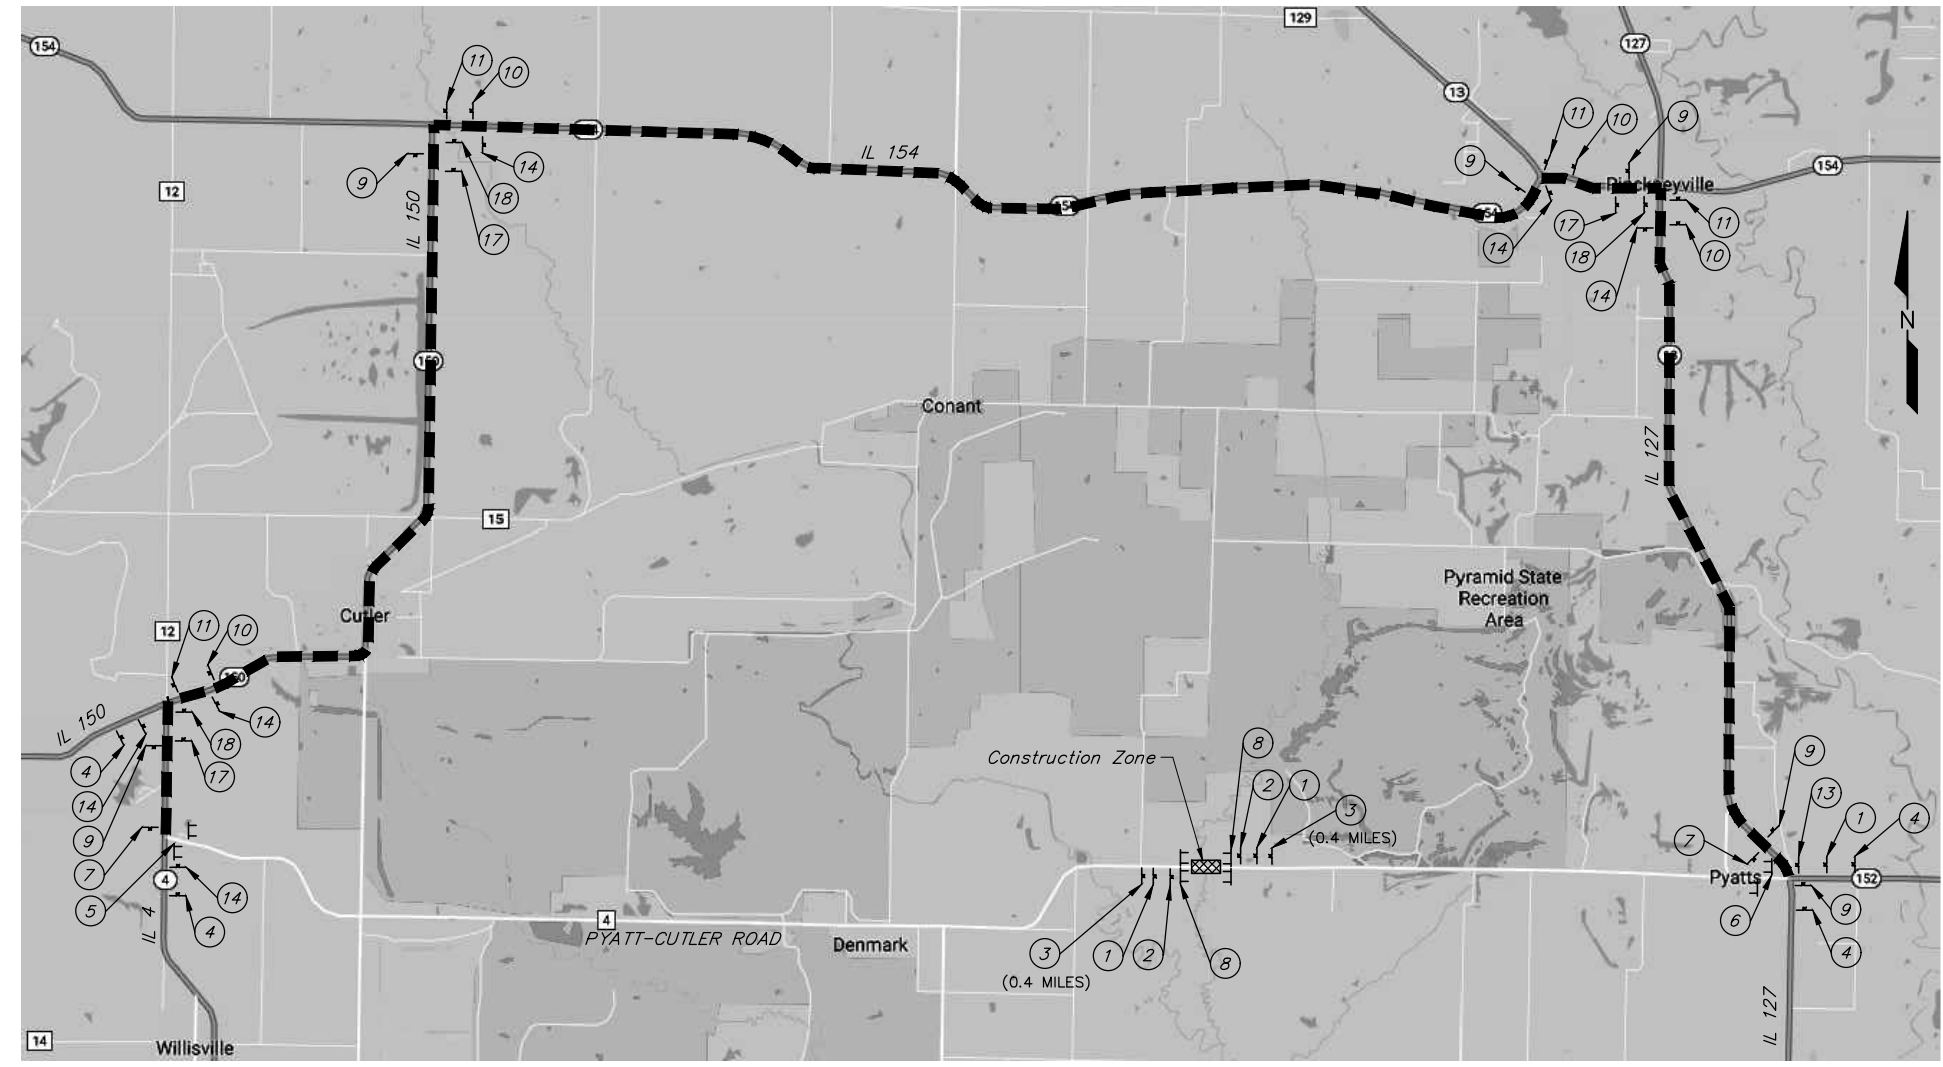 129
154
127
11
10
13
11
10
9
9
154
14
9
12
18
IL 154
Pinckneyville
IL 150
17
14
17
18
11
10
14
N
Conant
IL 127
15
Pyramid State
Recreation
Area
Cutler
12
11
10
IL 150
14
18
4
17
14
9
7
5
4
14
4
IL 4
Construction Zone
8
2
1
3
(0.4 MILES)
9
13
1
4
7
Pyatts
152
6
9
4
4
PYATT-CUTLER ROAD
Denmark
3
(0.4 MILES)
1
2
8
IL 127
14
Willisville